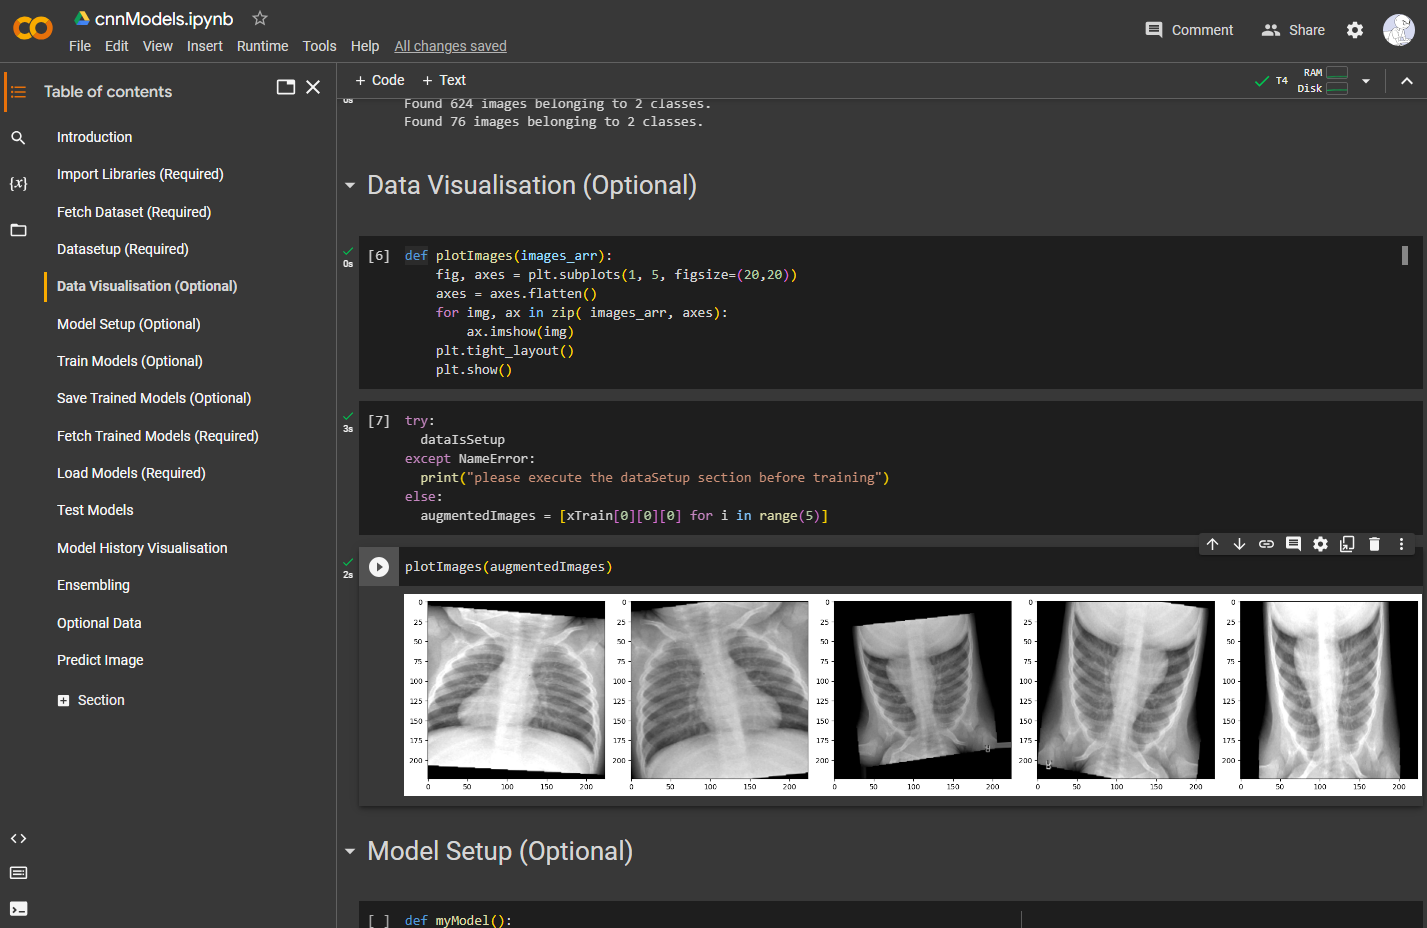 cnnModels.ipynb
File Edit View Insert Runtime Tools Help All changes saved
Comment Share
Table of contents
Introduction
Import Libraries (Required)
Fetch Dataset (Required)
Datasetup (Required)
Data Visualisation (Optional)
Model Setup (Optional)
Train Models (Optional)
Save Trained Models (Optional)
Fetch Trained Models (Required)
Load Models (Required)
Test Models
Model History Visualisation
Ensembling
Optional Data
Predict Image
Section
{x}
+ Code + Text
T4 RAM
Disk
0s
Found 624 images belonging to 2 classes.
Found 76 images belonging to 2 classes.
Data Visualisation (Optional)
0s
[6] def plotImages(images_arr):
fig, axes = plt.subplots(1, 5, figsize=(20,20))
axes = axes.flatten()
for img, ax in zip( images_arr, axes):
ax.imshow(img)
plt.tight_layout()
plt.show()
3s
[7] try:
dataIsSetup
except NameError:
print("please execute the dataSetup section before training")
else:
augmentedImages = [xTrain[0][0][0] for i in range(5)]
2s
plotImages(augmentedImages)
0 0 0 0 0
25 25 25 25 25
50 50 50 50 50
75 75 75 75 75
100 100 100 100 100
125 125 125 125 125
150 150 150 150 150
175 175 175 175 175
200 200 200 200 200
0 50 100 150 200 0 50 100 150 200 0 50 100 150 200 0 50 100 150 200 0 50 100 150 200
Model Setup (Optional)
[ ] def myModel():